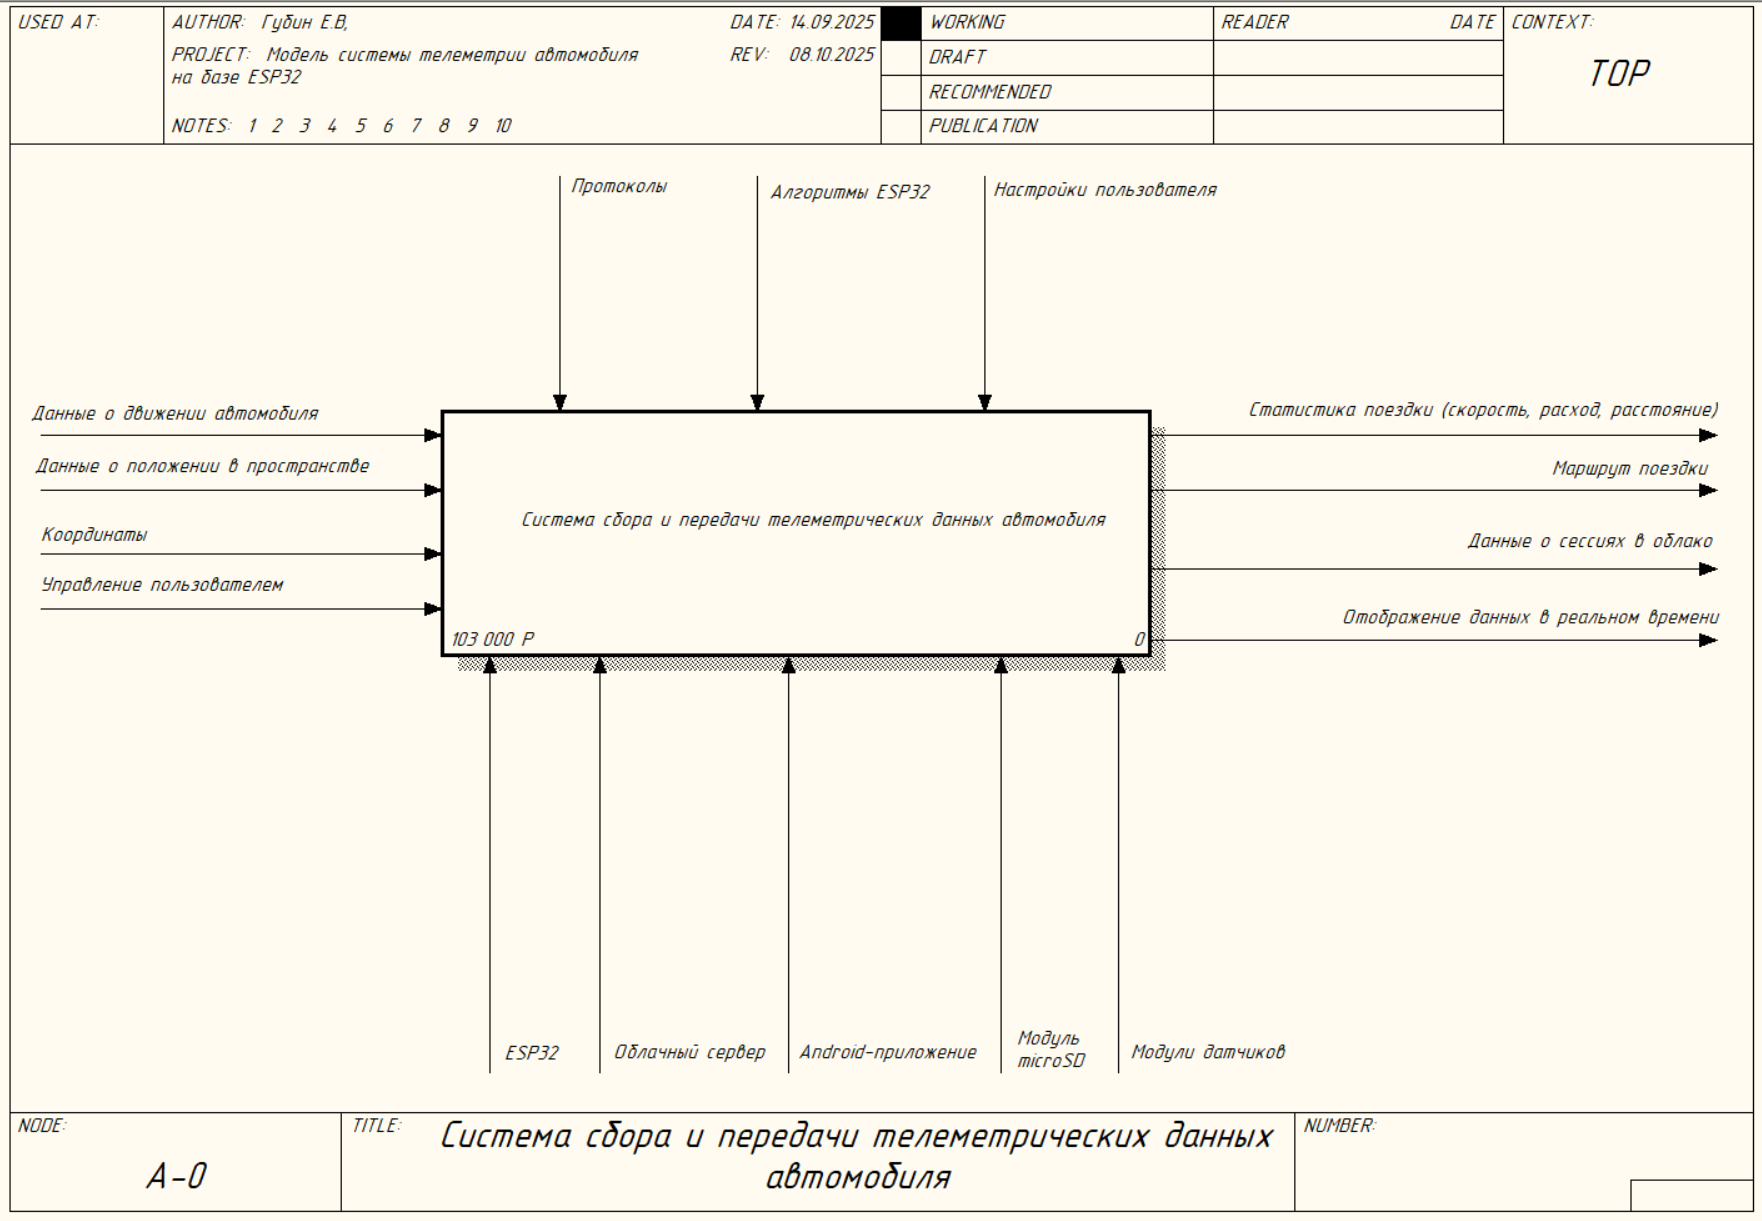 USED AT:
AUTHOR: Губин Е.В,
DATE: 14.09.2025
PROJECT: Модель системы телеметрии автомобиля
на базе ESP32
REV: 08.10.2025
NOTES: 1 2 3 4 5 6 7 8 9 10
WORKING
DRAFT
RECOMMENDED
PUBLICATION
READER
DATE
CONTEXT:
TOP
Протоколы
Алгоритмы ESP32
Настройки пользователя
Данные о движении автомобиля
Данные о положении в пространстве
Координаты
Управление пользователем
Система сбора и передачи телеметрических данных автомобиля
103 000 Р
0
Статистика поездки (скорость, расход, расстояние)
Маршрут поездки
Данные о сессиях в облако
Отображение данных в реальном времени
ESP32
Облачный сервер
Android-приложение
Модуль
microSD
Модули датчиков
NODE:
A-0
TITLE:
Система сбора и передачи телеметрических данных
автомобиля
NUMBER: